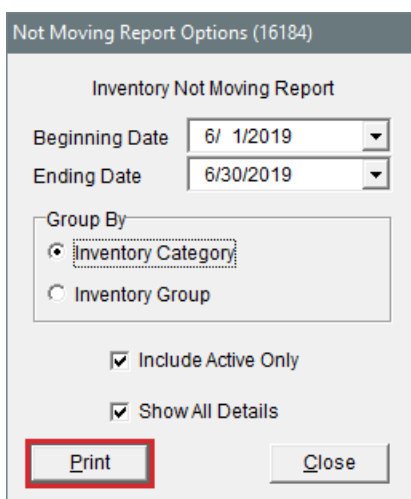 Not Moving Report Options (16184)
Inventory Not Moving Report
Beginning Date 6/ 1/2019
Ending Date 6/30/2019
Group By
Inventory Category
Inventory Group
Include Active Only
Show All Details
Print Close